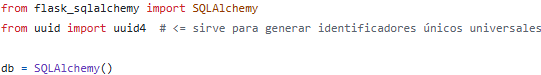 from flask_sqlalchemy import SQLAlchemy
from uuid import uuid4  # <= sirve para generar identificadores únicos universales
db = SQLAlchemy()